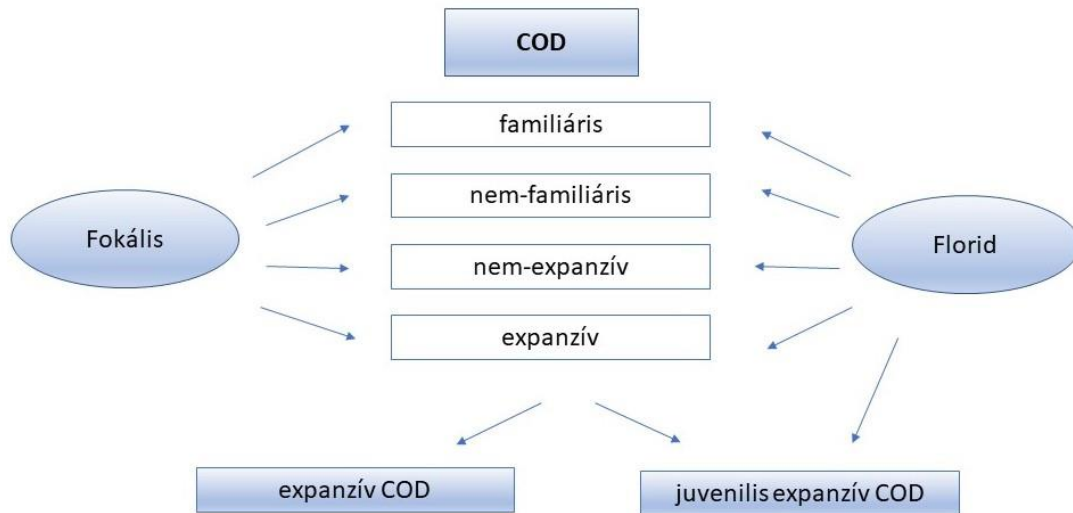 COD
familiáris
nem-familiáris
Fokális
Florid
nem-expanzív
expanzív
expanzív COD
juvenilis expanzív COD